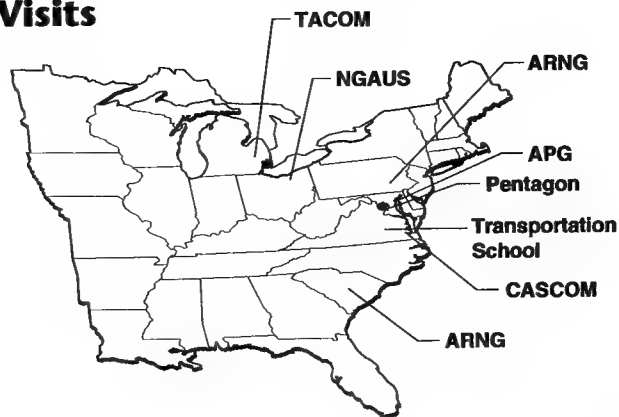 Visits
TACOM
NGAUS
ARNG
APG
Pentagon
Transportation
School
CASCOM
ARNG